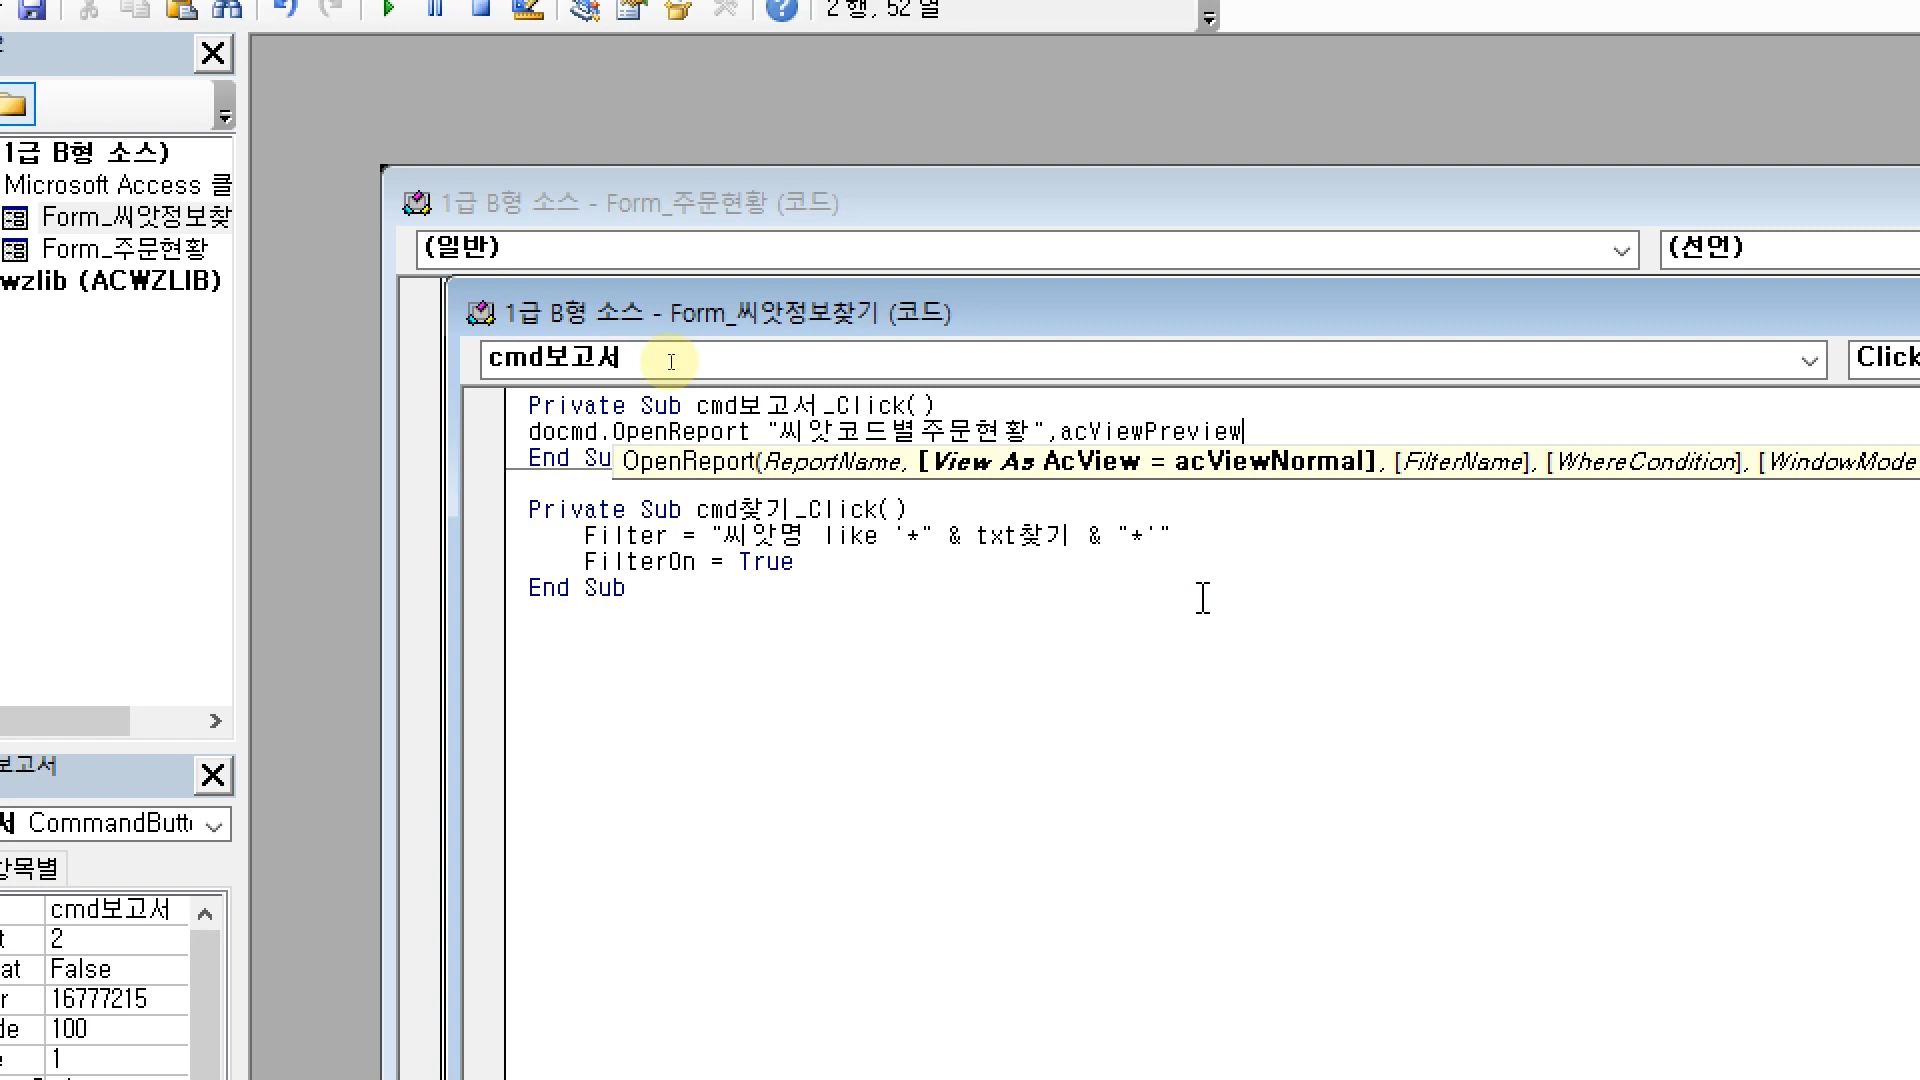 2 행, 52 열
1급 B형 소스)
Microsoft Access 클
Form_씨앗정보찾
Form_주문현황
wzlib (ACWZLIB)
1급 B형 소스 - Form_주문현황 (코드)
(일반)
(선언)
1급 B형 소스 - Form_씨앗정보찾기 (코드)
cmd보고서
Click
Private Sub cmd보고서_Click()
docmd.OpenReport "씨앗코드별주문현황",acViewPreview
End Su
OpenReport(ReportName, [View As AcView = acViewNormal], [FilterName], [WhereCondition], [WindowMode
Private Sub cmd찾기_Click()
Filter = "씨앗명 like '*" & txt찾기 & "*'"
FilterOn = True
End Sub
보고서
서 CommandButt
항목별
cmd보고서
t 2
at False
r 16777215
de 100
e 1